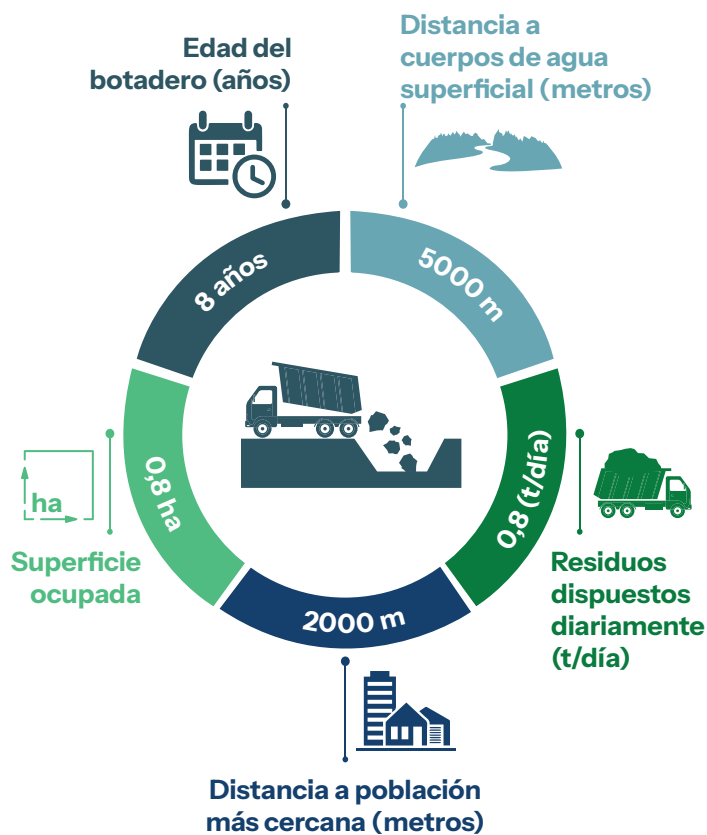 Edad del
botadero (años)
Distancia a
cuerpos de agua
superficial (metros)
8 años
5000 m
0,8 ha
0,8 (t/día)
2000 m
ha
Superficie
ocupada
Residuos
dispuestos
diariamente
(t/día)
Distancia a población
más cercana (metros)